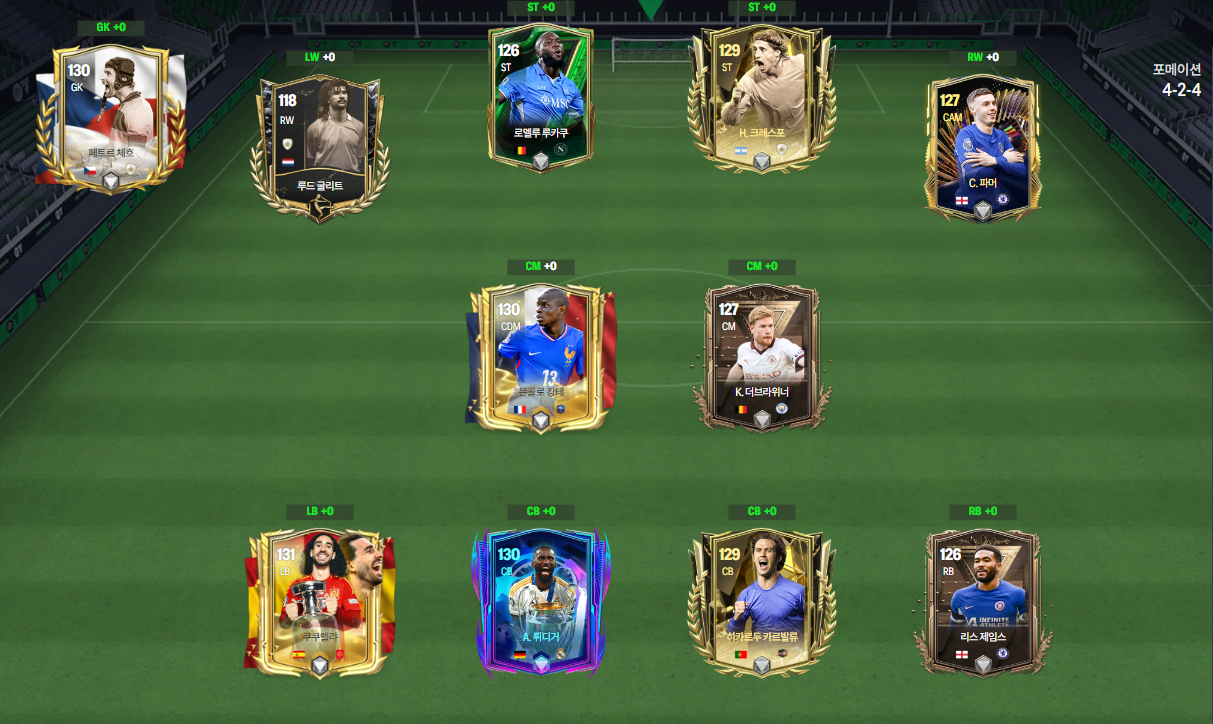 GK +0
130
GK
페트르 체흐
LW +0
118
RW
루드 굴리트
ST +0
126
ST
MSC
로멜루 루카쿠
ST +0
129
ST
H. 크레스포
RW +0
127
CAM
C. 파머
포메이션
4-2-4
CM +0
130
CDM
13
은골로 캉테
CM +0
127
CM
K. 더브라위너
LB +0
131
LB
쿠쿠렐라
CB +0
130
CB
A. 뤼디거
CB +0
129
CB
히카르두 카르발류
RB +0
126
RB
INFINITE
ATHLETE
리스 제임스